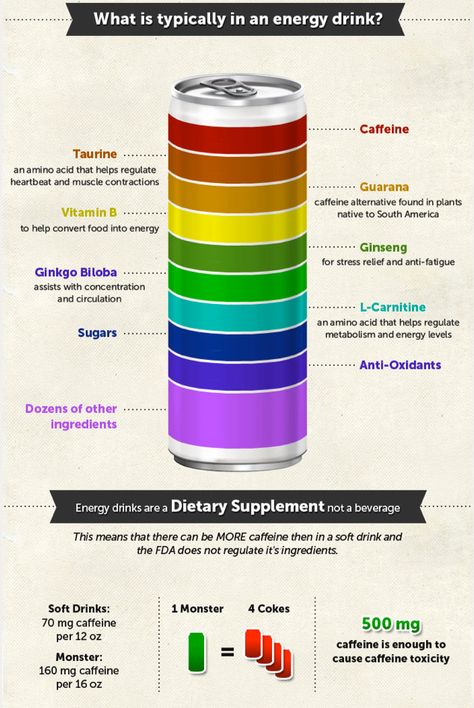 What is typically in an energy drink?
Caffeine
Taurine
an amino acid that helps regulate
heartbeat and muscle contractions
Guarana
caffeine alternative found in plants
native to South America
Vitamin B
to help convert food into energy
Ginseng
for stress relief and anti-fatigue
Ginkgo Biloba
assists with concentration
and circulation
L-Carnitine
an amino acid that helps regulate
metabolism and energy levels
Sugars
Anti-Oxidants
Dozens of other
ingredients
Energy drinks are a Dietary Supplement not a beverage
This means that there can be MORE caffeine then in a soft drink and
the FDA does not regulate it's ingredients.
Soft Drinks:
70 mg caffeine
per 12 oz
Monster:
160 mg caffeine
per 16 oz
1 Monster
4 Cokes
=
500 mg
caffeine is enough to
cause caffeine toxicity